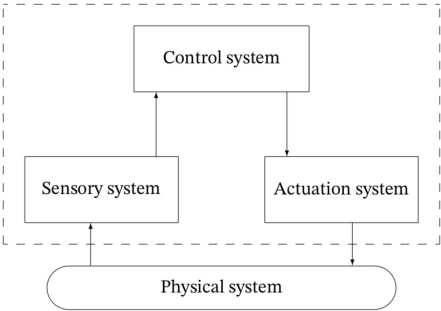 Control system
Sensory system
Actuation system
Physical system